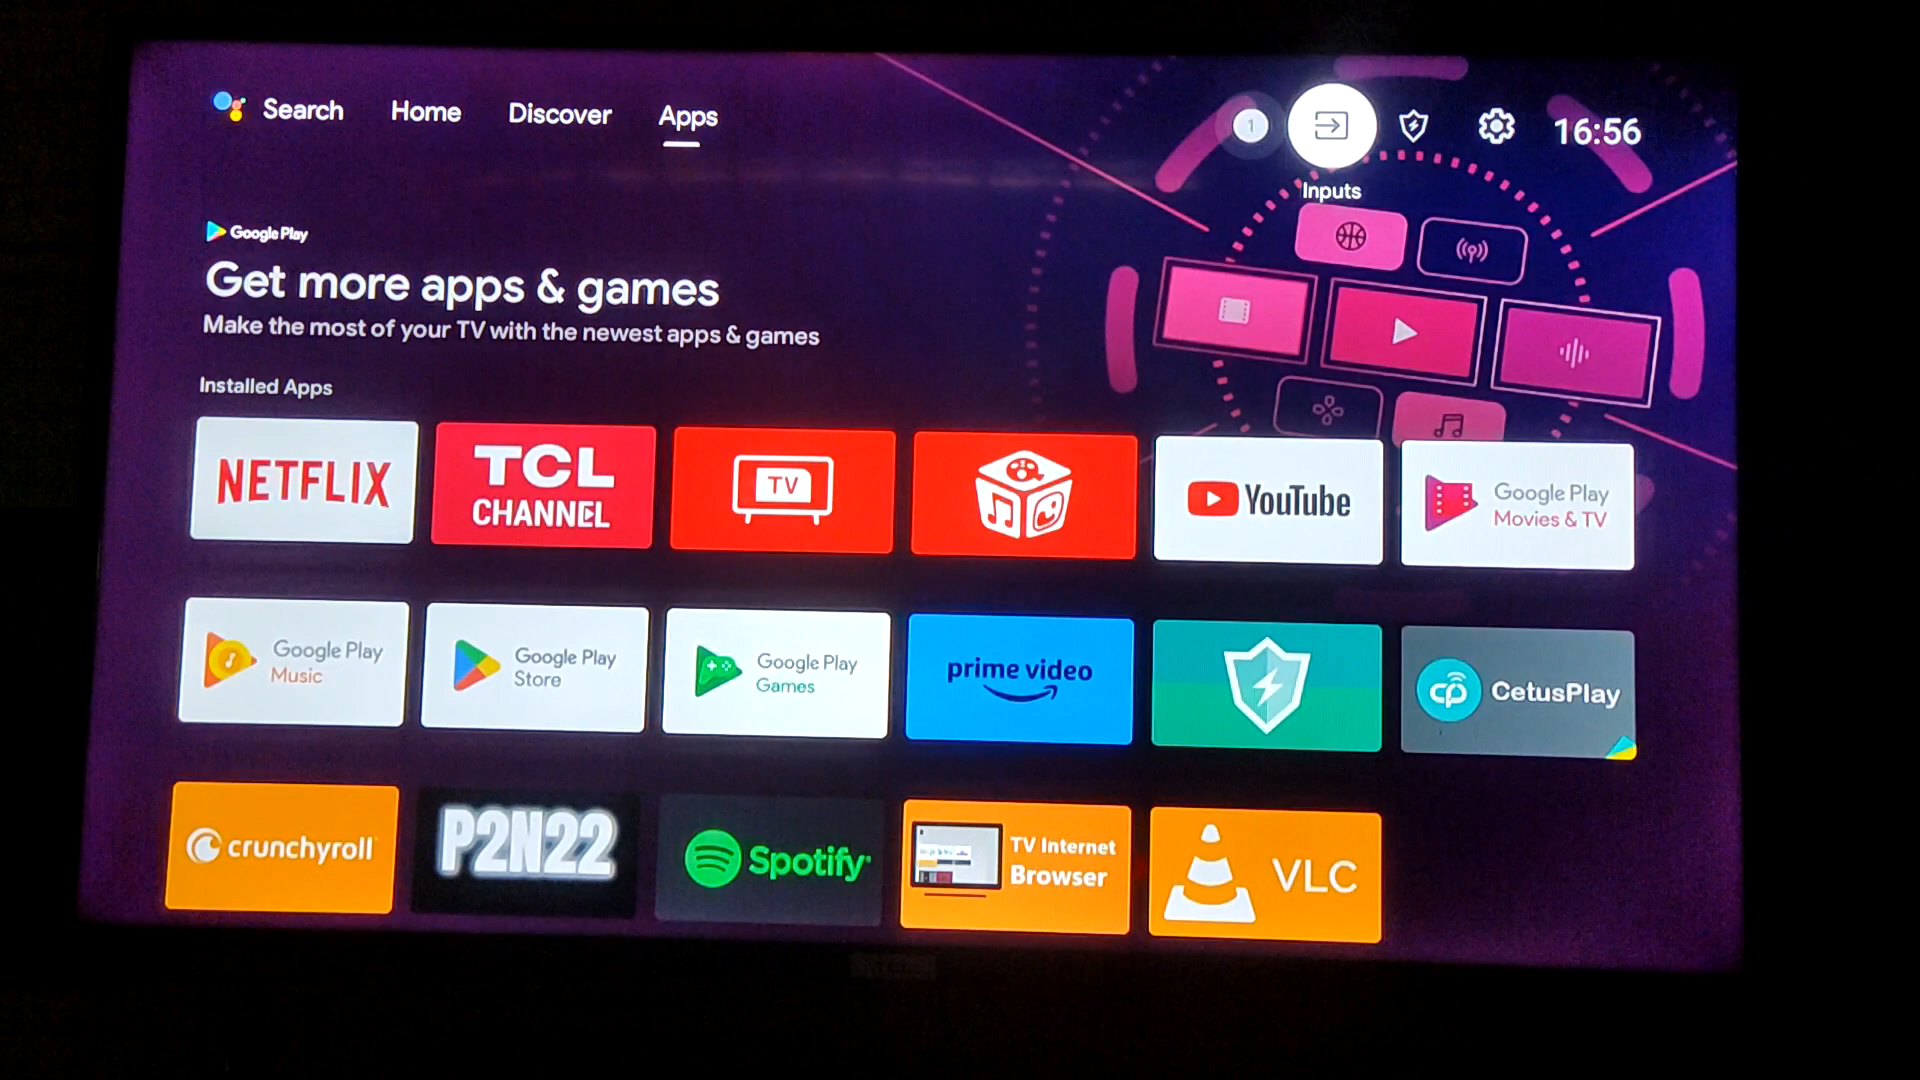 Search Home Discover Apps
1
16:56
Inputs
Google Play
Get more apps & games
Make the most of your TV with the newest apps & games
Installed Apps
NETFLIX
TCL
CHANNEL
TV
YouTube
Google Play
Movies & TV
Google Play
Music
Google Play
Store
Google Play
Games
prime video
cp CetusPlay
crunchyroll
P2N22
Spotify
TV Internet
Browser
VLC
TCL